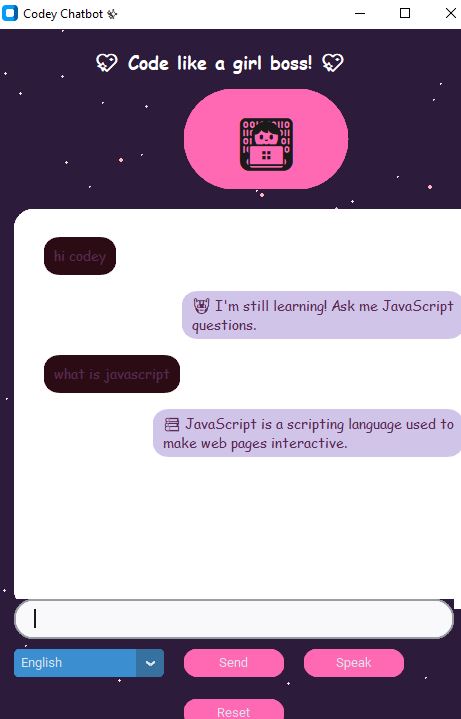 Codey Chatbot
Code like a girl boss!
hi codey
I'm still learning! Ask me JavaScript
questions.
what is javascript
JavaScript is a scripting language used to
make web pages interactive.
English
Send
Speak
Reset